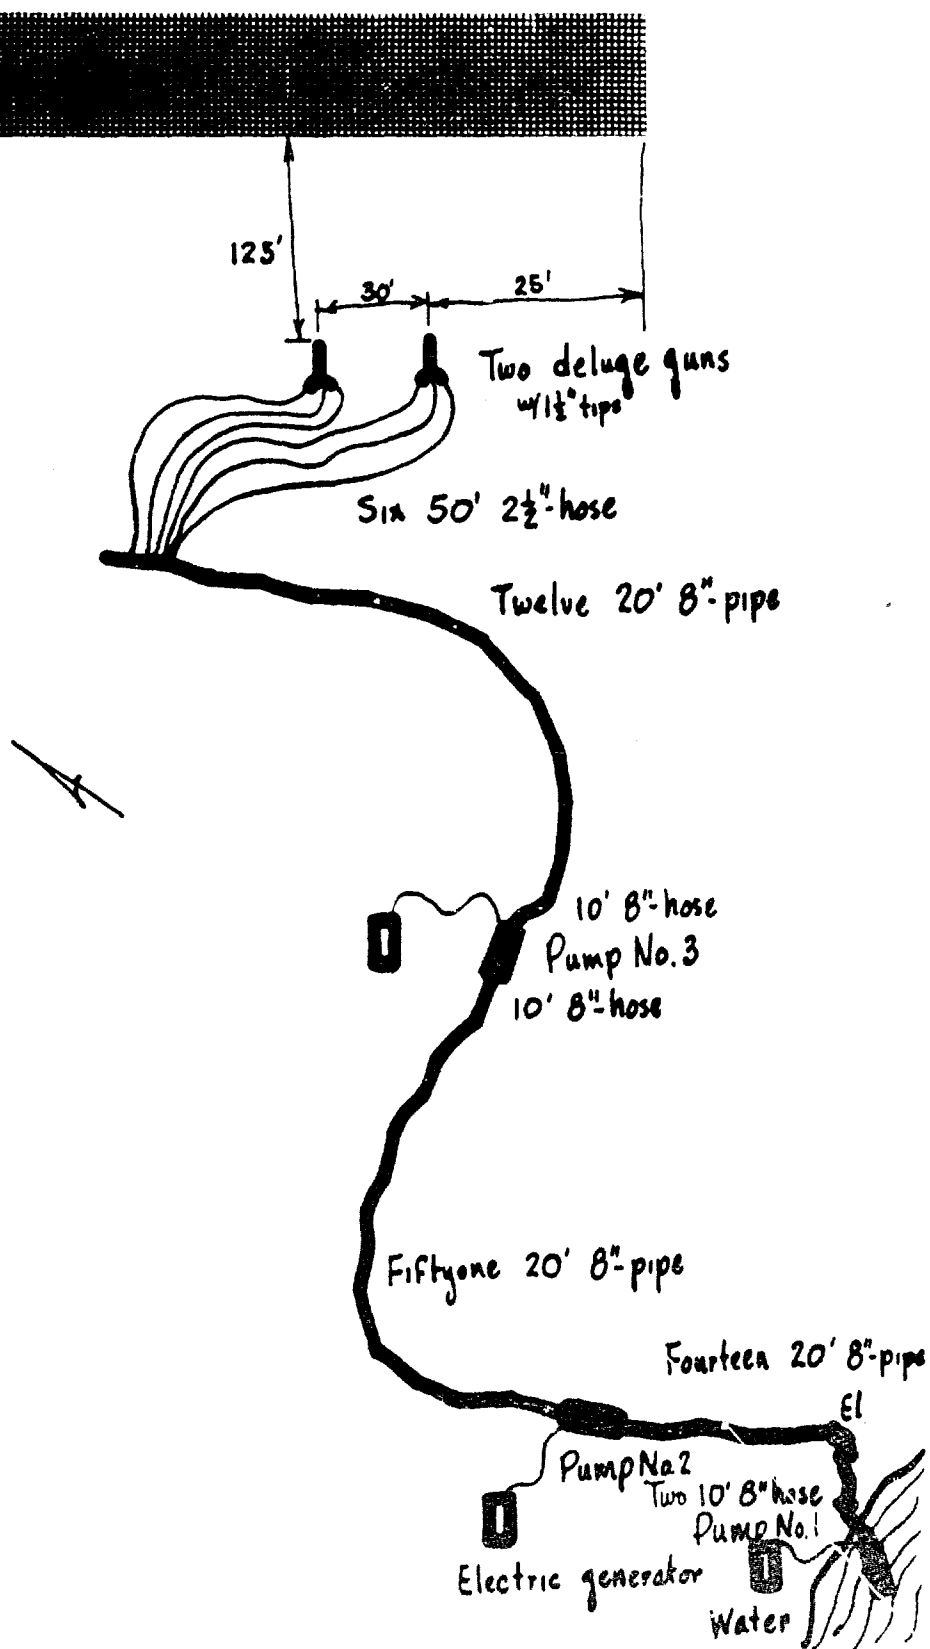 125'
30'
25'
Two deluge guns
w/1½" tips
Six 50' 2½"-hose
Twelve 20' 8"-pipe
10' 8"-hose
Pump No. 3
10' 8"-hose
Fiftyone 20' 8"-pipe
Fourteen 20' 8"-pipe
El
Pump No. 2
Two 10' 8" hose
Pump No. 1
Electric generator
Water